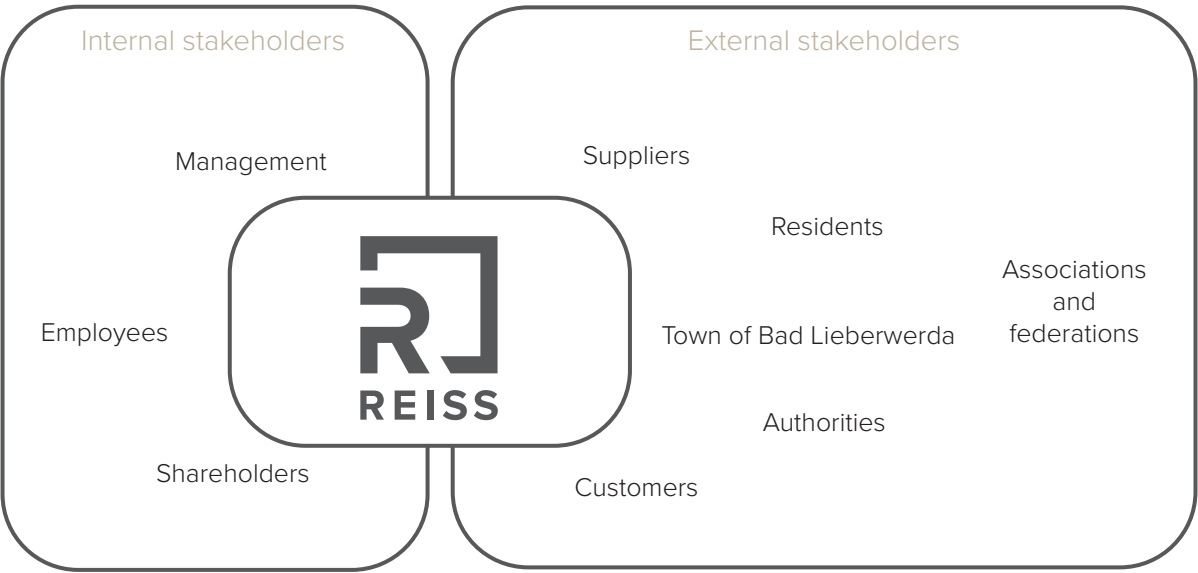 Internal stakeholders
Management
Employees
Shareholders
R
REISS
External stakeholders
Suppliers
Residents
Associations
and
federations
Town of Bad Lieberwerda
Authorities
Customers